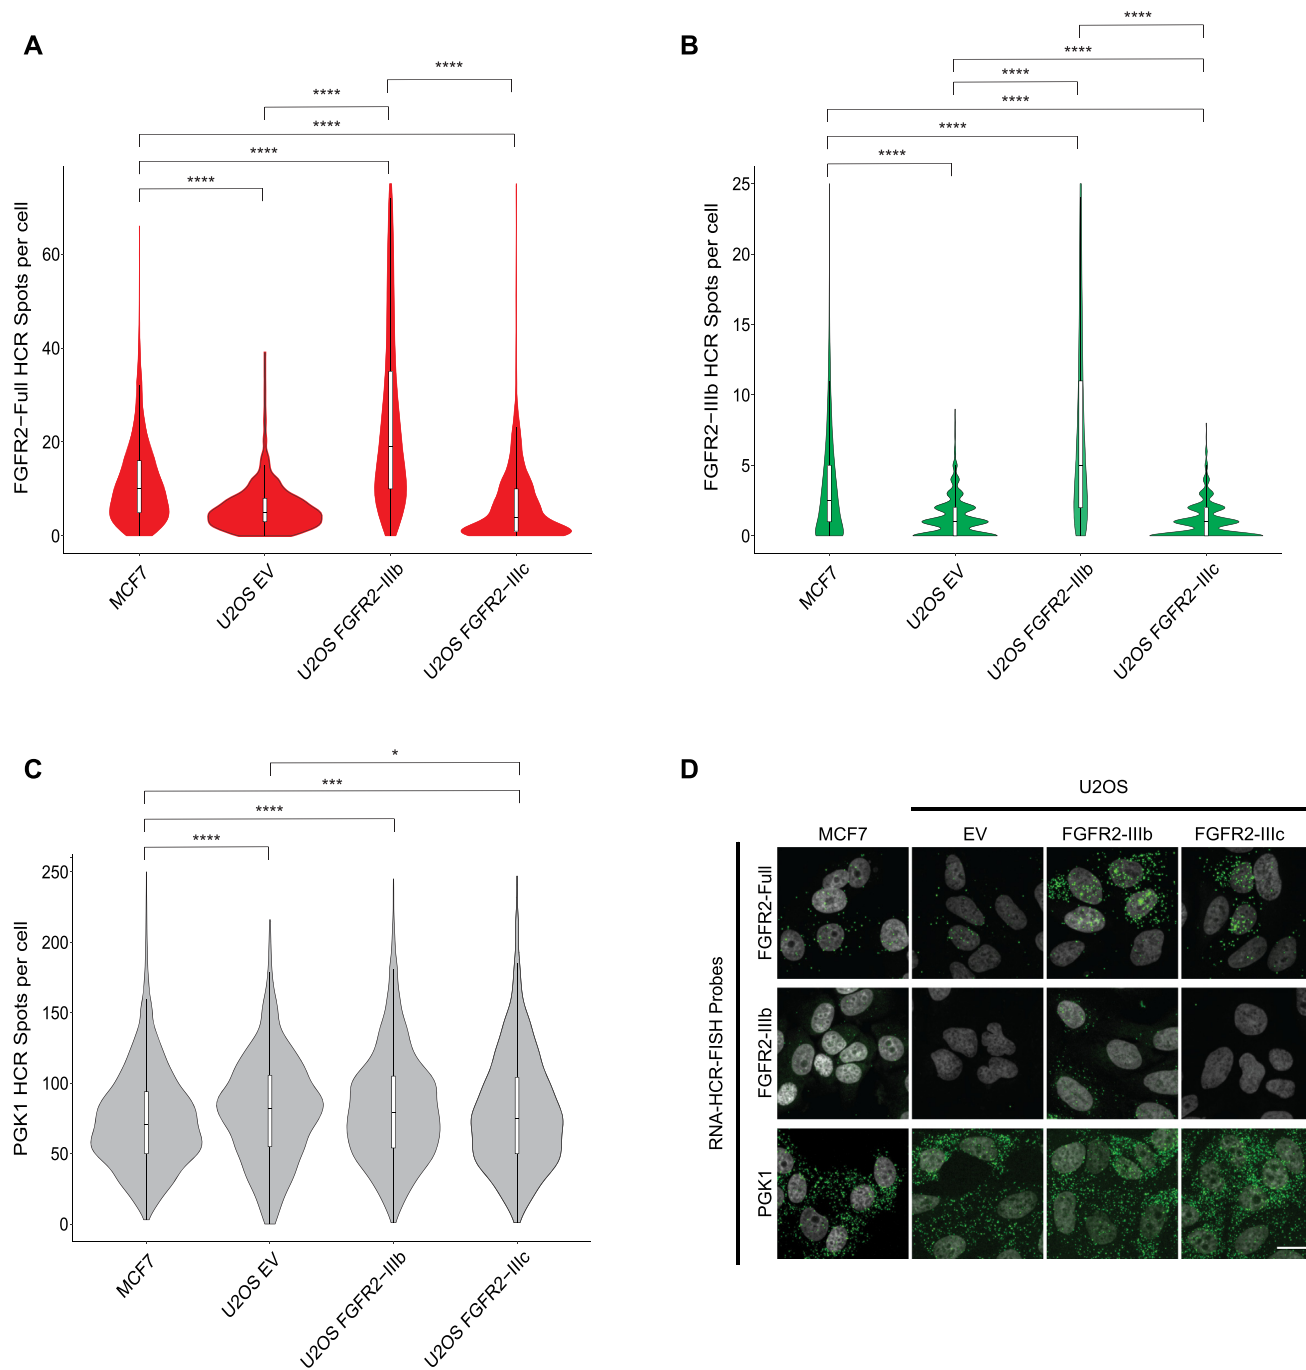 A
****
****
****
****
****
FGFR2−Full HCR Spots per cell
60
40
20
0
MCF7
U2OS EV
U2OS FGFR2−IIIb
U2OS FGFR2−IIIc
B
****
****
****
****
****
****
FGFR2−IIIb HCR Spots per cell
25
20
15
10
5
0
MCF7
U2OS EV
U2OS FGFR2−IIIb
U2OS FGFR2−IIIc
C
*
***
****
****
PGK1 HCR Spots per cell
250
200
150
100
50
0
MCF7
U2OS EV
U2OS FGFR2−IIIb
U2OS FGFR2−IIIc
D
U2OS
MCF7 EV FGFR2-IIIb FGFR2-IIIc
RNA-HCR-FISH Probes
FGFR2-Full
FGFR2-IIIb
PGK1